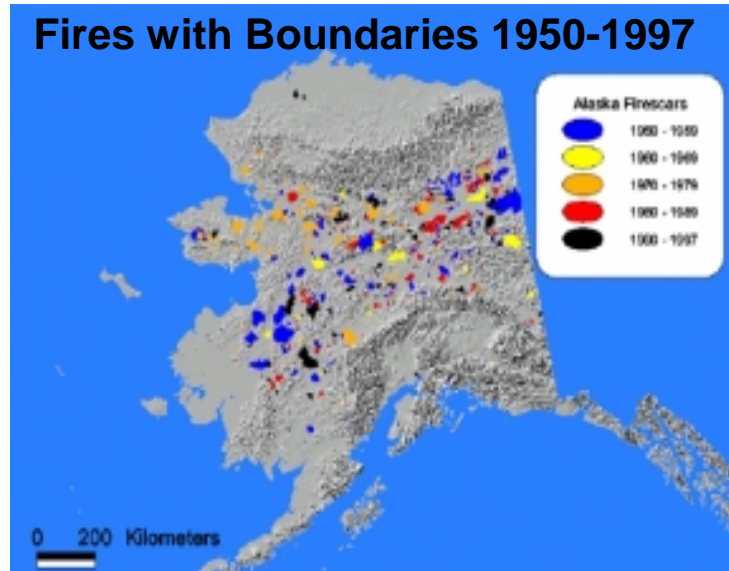 Fires with Boundaries 1950-1997
Alaska Firescars
1950 - 1959
1960 - 1969
1970 - 1979
1980 - 1989
1990 - 1997
0 200 Kilometers